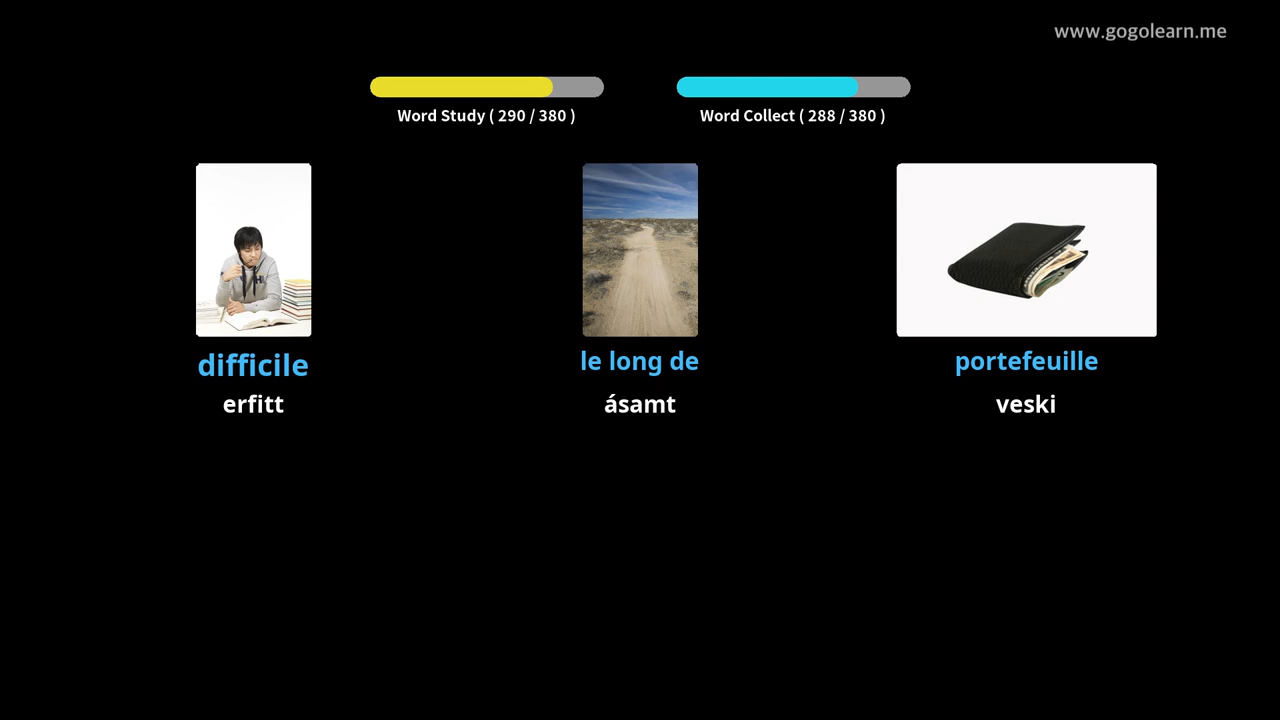 www.gogolearn.me
Word Study ( 290 / 380 )
Word Collect ( 288 / 380 )
difficile
le long de
portefeuille
erfitt
ásamt
veski